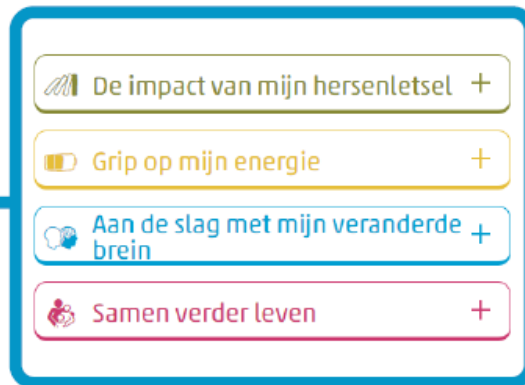 De impact van mijn hersenletsel +
Grip op mijn energie +
Aan de slag met mijn veranderde +
brein
Samen verder leven +